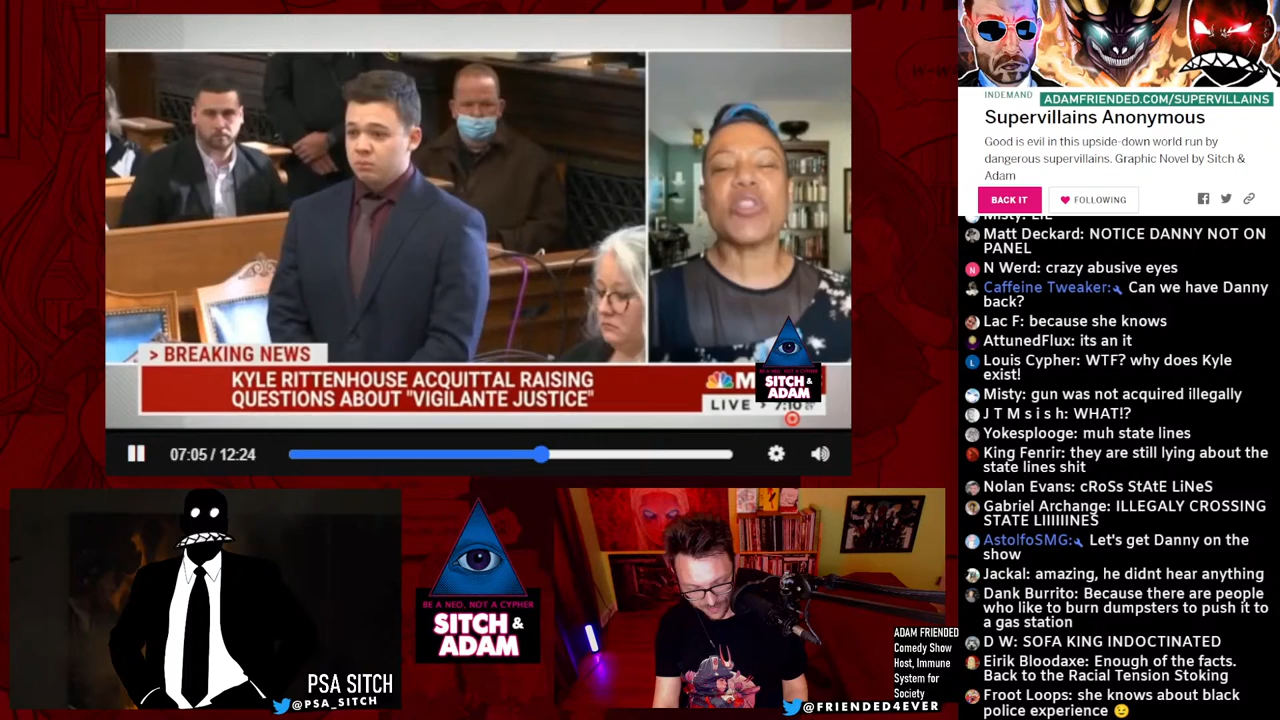 > BREAKING NEWS
KYLE RITTENHOUSE ACQUITTAL RAISING
QUESTIONS ABOUT "VIGILANTE JUSTICE"
LIVE
SITCH &
ADAM
07:05 / 12:24
PSA SITCH
@PSA_SITCH
BE A NEO, NOT A CYPHER
SITCH &
ADAM
ADAM FRIENDED
Comedy Show
Host, Immune
System for
Society
@FRIENDED4EVER
INDEMAND
ADAMFRIENDED.COM/SUPERVILLAINS
Supervillains Anonymous
Good is evil in this upside-down world run by
dangerous supervillains. Graphic Novel by Sitch &
Adam
BACK IT
FOLLOWING
Matt Deckard: NOTICE DANNY NOT ON
PANEL
N Werd: crazy abusive eyes
Caffeine Tweaker: Can we have Danny
back?
Lac F: because she knows
AttunedFlux: its an it
Louis Cypher: WTF? why does Kyle
exist!
Misty: gun was not acquired illegally
J T M s i s h: WHAT!?
Yokesplooge: muh state lines
King Fenrir: they are still lying about the
state lines shit
Nolan Evans: cRoSs StAtE LiNeS
Gabriel Archange: ILLEGALY CROSSING
STATE LIIIIIINES
AstolfoSMG: Let's get Danny on the
show
Jackal: amazing, he didnt hear anything
Dank Burrito: Because there are people
who like to burn dumpsters to push it to
a gas station
D W: SOFA KING INDOCTINATED
Eirik Bloodaxe: Enough of the facts.
Back to the Racial Tension Stoking
Froot Loops: she knows about black
police experience